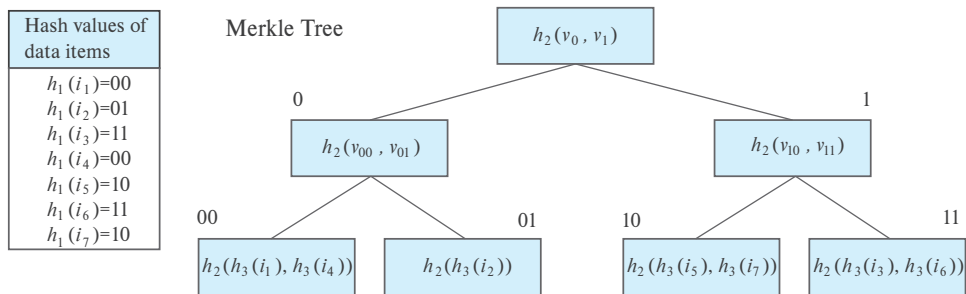 Hash values of
data items
h₁(i₁)=00
h₁(i₂)=01
h₁(i₃)=11
h₁(i₄)=00
h₁(i₅)=10
h₁(i₆)=11
h₁(i₇)=10
Merkle Tree
h₂(v₀ , v₁)
0
1
h₂(v₀₀ , v₀₁)
h₂(v₁₀ , v₁₁)
00
01
10
11
h₂(h₃(i₁), h₃(i₄))
h₂(h₃(i₂))
h₂(h₃(i₅), h₃(i₇))
h₂(h₃(i₃), h₃(i₆))